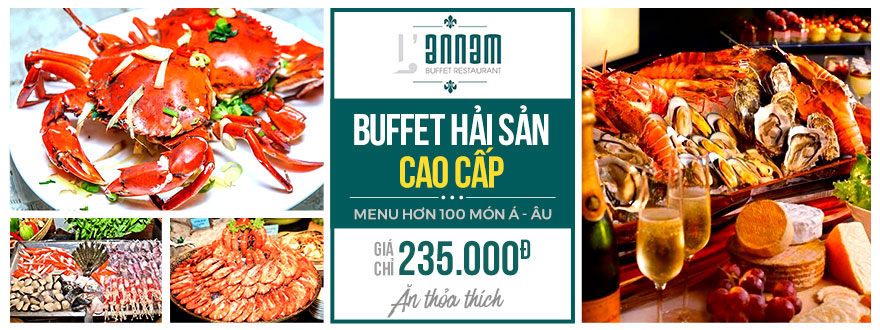 L'annam
BUFFET RESTAURANT
BUFFET HẢI SẢN
CAO CẤP
MENU HƠN 100 MÓN Á - ÂU
GIÁ CHỈ 235.000Đ
Ăn thỏa thích